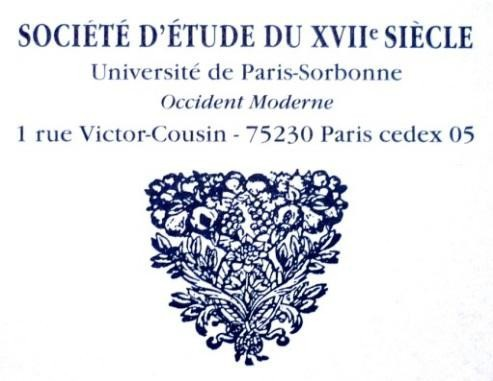 SOCIÉTÉ D'ÉTUDE DU XVIIe SIÈCLE
Université de Paris-Sorbonne
Occident Moderne
1 rue Victor-Cousin - 75230 Paris cedex 05